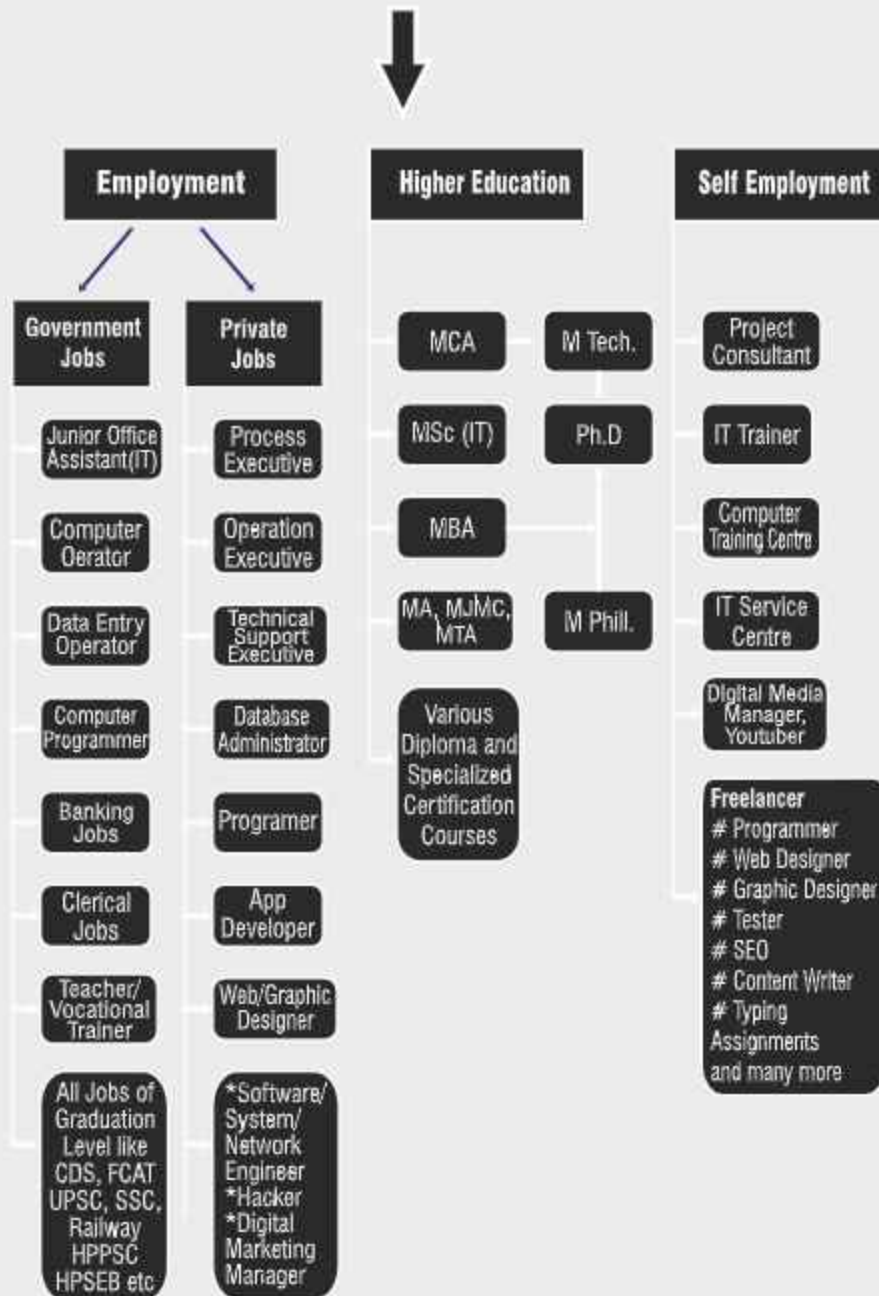 Employment
Higher Education
Self Employment
Government
Jobs
Private
Jobs
Junior Office
Assistant(IT)
Computer
Oerator
Data Entry
Operator
Computer
Programmer
Banking
Jobs
Clerical
Jobs
Teacher/
Vocational
Trainer
All Jobs of
Graduation
Level like
CDS, FCAT
UPSC, SSC,
Railway
HPPSC
HPSEB etc
Process
Executive
Operation
Executive
Technical
Support
Executive
Database
Administrator
Programer
App
Developer
Web/Graphic
Designer
*Software/
System/
Network
Engineer
*Hacker
*Digital
Marketing
Manager
MCA
M Tech.
MSc (IT)
Ph.D
MBA
MA, MJMC,
MTA
M Phill.
Various
Diploma and
Specialized
Certification
Courses
Project
Consultant
IT Trainer
Computer
Training Centre
IT Service
Centre
Digital Media
Manager,
Youtuber
Freelancer
# Programmer
# Web Designer
# Graphic Designer
# Tester
# SEO
# Content Writer
# Typing
Assignments
and many more